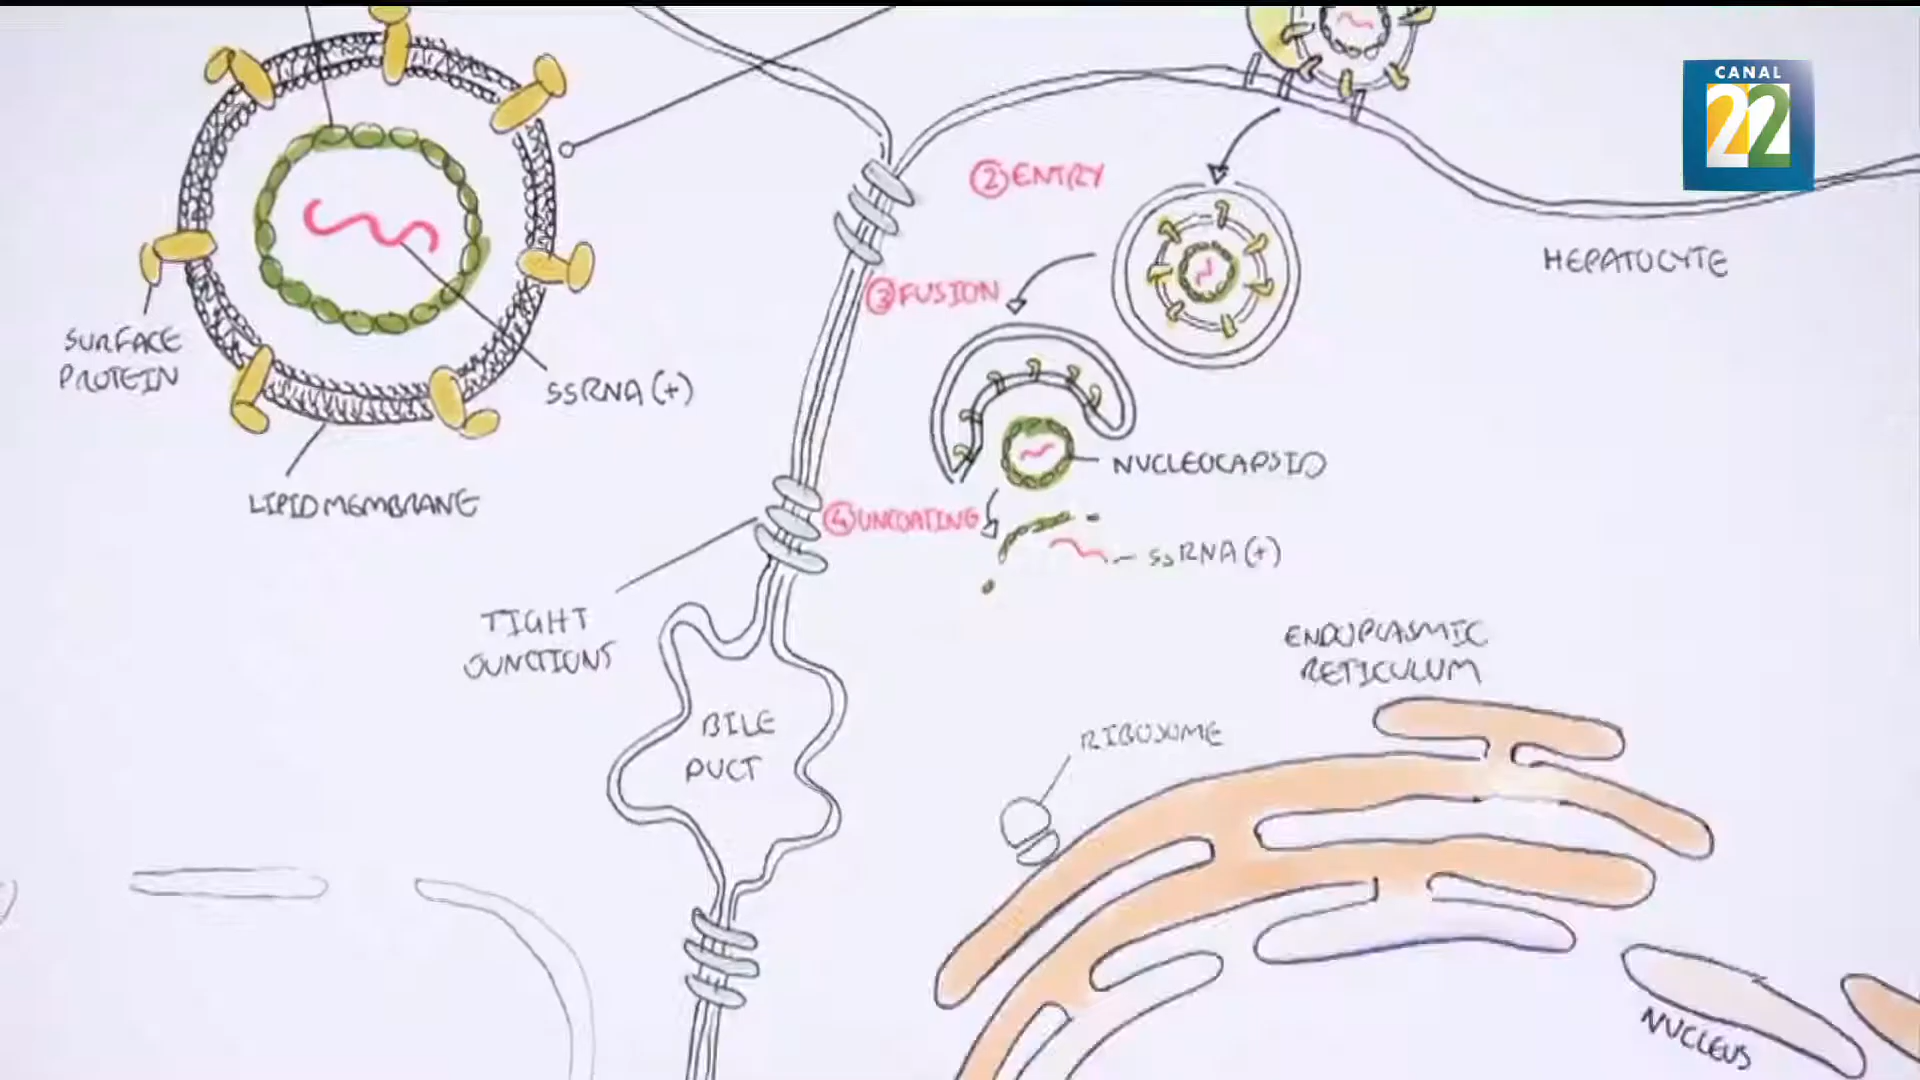 CANAL
22
② ENTRY
HEPATOCYTE
③ FUSION
SURFACE
PROTEIN
SSRNA (+)
NUCLEOCAPSID
LIPID MEMBRANE
④ UNCOATING
SSRNA (+)
TIGHT
JUNCTIONS
ENDOPLASMIC
RETICULUM
BILE
DUCT
RIBOSOME
NUCLEUS